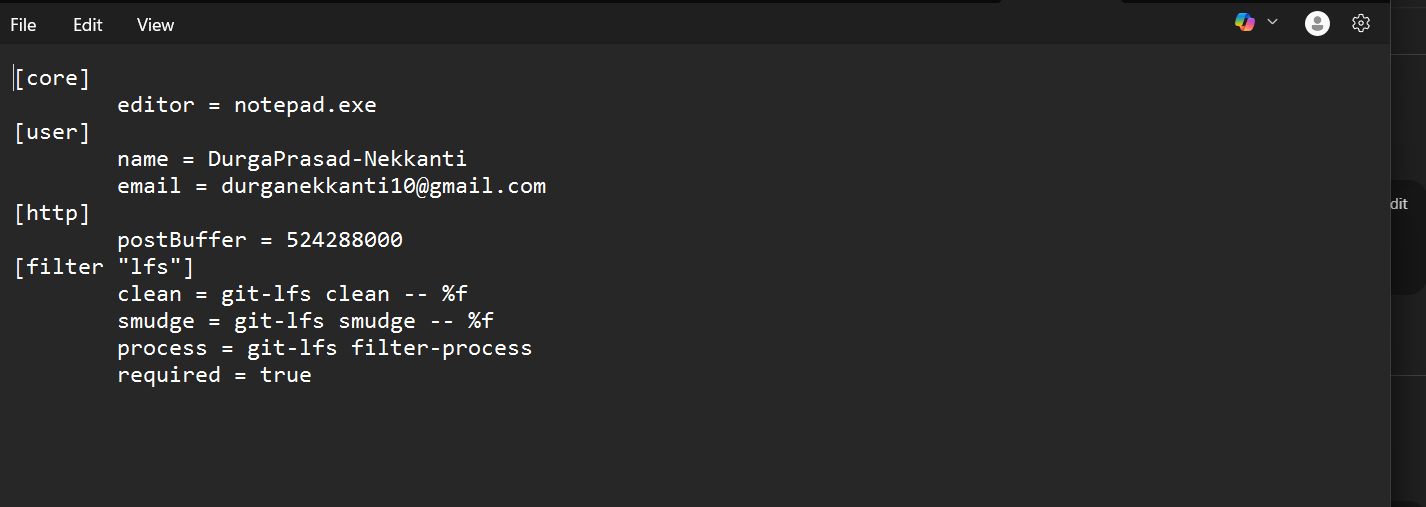 File Edit View
[core]
editor = notepad.exe
[user]
name = DurgaPrasad-Nekkanti
email = durganekkanti10@gmail.com
[http]
postBuffer = 524288000
[filter "lfs"]
clean = git-lfs clean -- %f
smudge = git-lfs smudge -- %f
process = git-lfs filter-process
required = true
dit